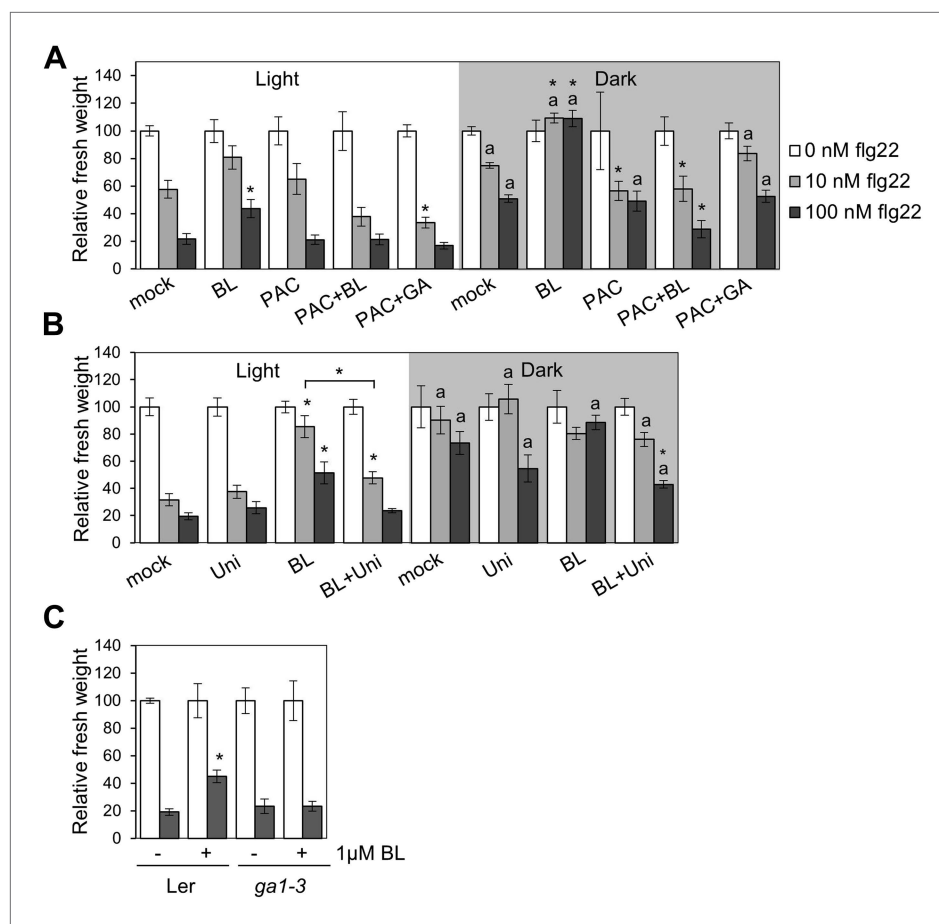 A
Light
Dark
140
120
100
80
60
40
20
0
Relative fresh weight
* * * * * * *
a a a a a a a
mock BL PAC PAC+BL PAC+GA mock BL PAC PAC+BL PAC+GA
0 nM flg22
10 nM flg22
100 nM flg22
B
Light
Dark
140
120
100
80
60
40
20
0
Relative fresh weight
* * * * *
a a a a a a a
*
mock Uni BL BL+Uni mock Uni BL BL+Uni
C
140
120
100
80
60
40
20
0
Relative fresh weight
*
- + - + 1µM BL
Ler ga1-3